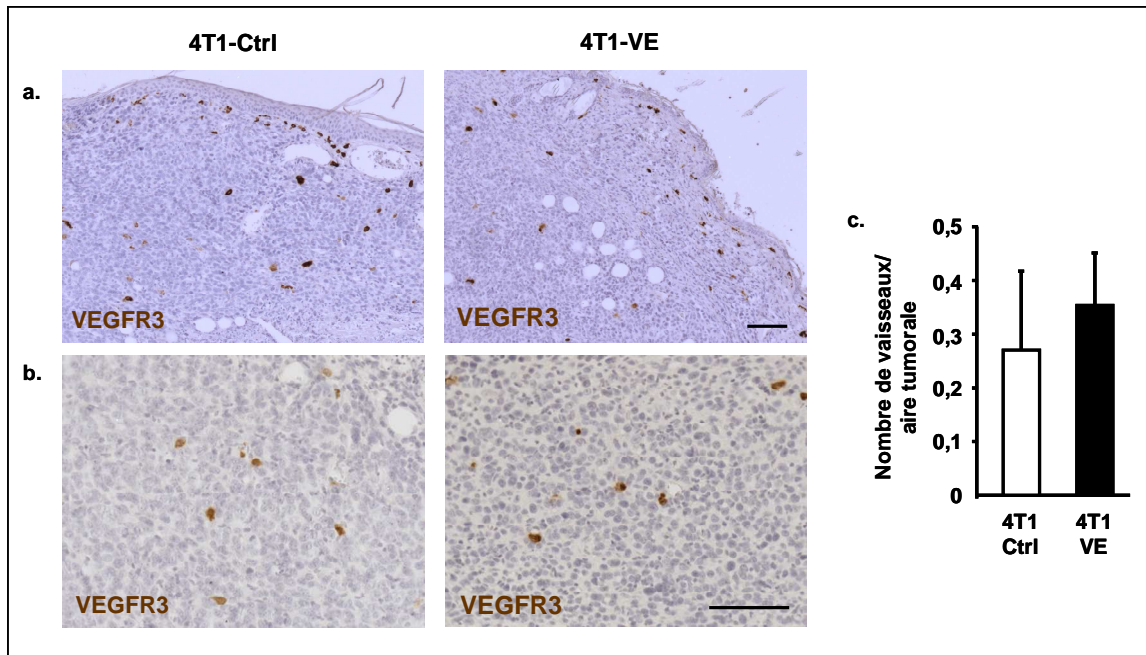 4T1-Ctrl
4T1-VE
a.
VEGFR3
VEGFR3
b.
VEGFR3
VEGFR3
c.
Nombre de vaisseaux/
aire tumorale
0,5
0,4
0,3
0,2
0,1
0
4T1
Ctrl
4T1
VE